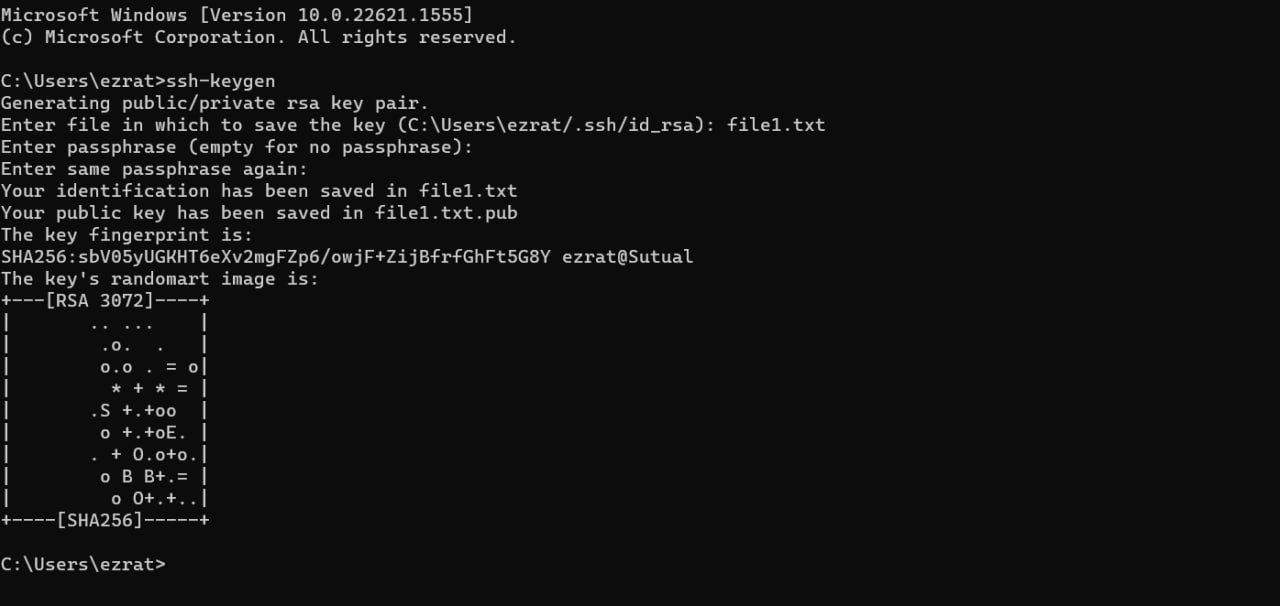 Microsoft Windows [Version 10.0.22621.1555]
(c) Microsoft Corporation. All rights reserved.
C:\Users\ezrat>ssh-keygen
Generating public/private rsa key pair.
Enter file in which to save the key (C:\Users\ezrat/.ssh/id_rsa): file1.txt
Enter passphrase (empty for no passphrase):
Enter same passphrase again:
Your identification has been saved in file1.txt
Your public key has been saved in file1.txt.pub
The key fingerprint is:
SHA256:sbV05yUGKHT6eXv2mgFZp6/owjF+ZijBfrfGhFt5G8Y ezrat@Sutual
The key's randomart image is:
+---[RSA 3072]----+
|       .. ...    |
|        .o.  .   |
|        o.o . = o|
|         * + * = |
|       .S +.+oo  |
|        o +.+oE. |
|       . + O.o+o.|
|        o B B+.= |
|         o O+.+..|
+----[SHA256]-----+
C:\Users\ezrat>